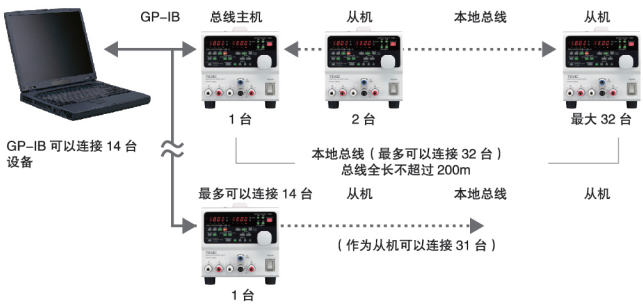 GP-IB 总线主机 从机 本地总线 从机
1台 2台 最大 32 台
GP-IB 可以连接 14 台
设备
本地总线（最多可以连接 32 台）
总线全长不超过 200m
最多可以连接 14 台 从机 本地总线 从机
（作为从机可以连接 31 台）
1台